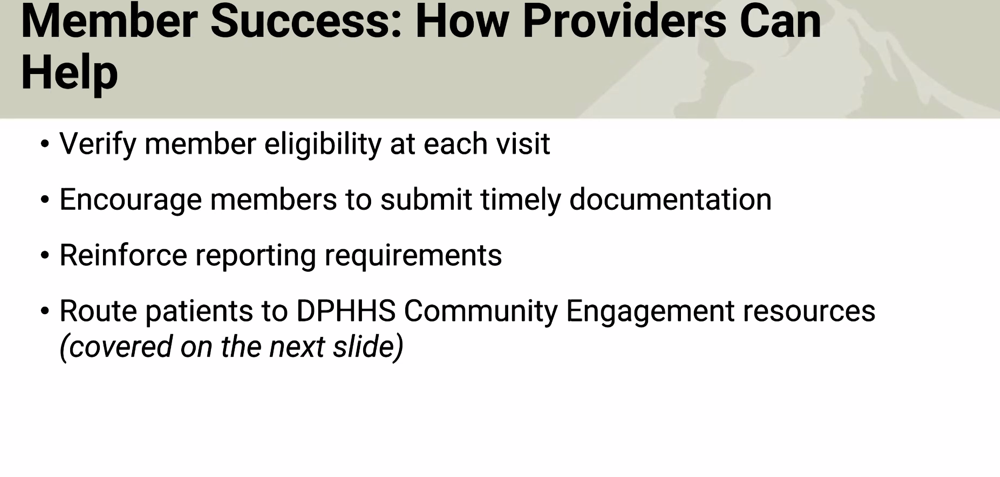 Member Success: How Providers Can
Help
• Verify member eligibility at each visit
• Encourage members to submit timely documentation
• Reinforce reporting requirements
• Route patients to DPHHS Community Engagement resources
(covered on the next slide)